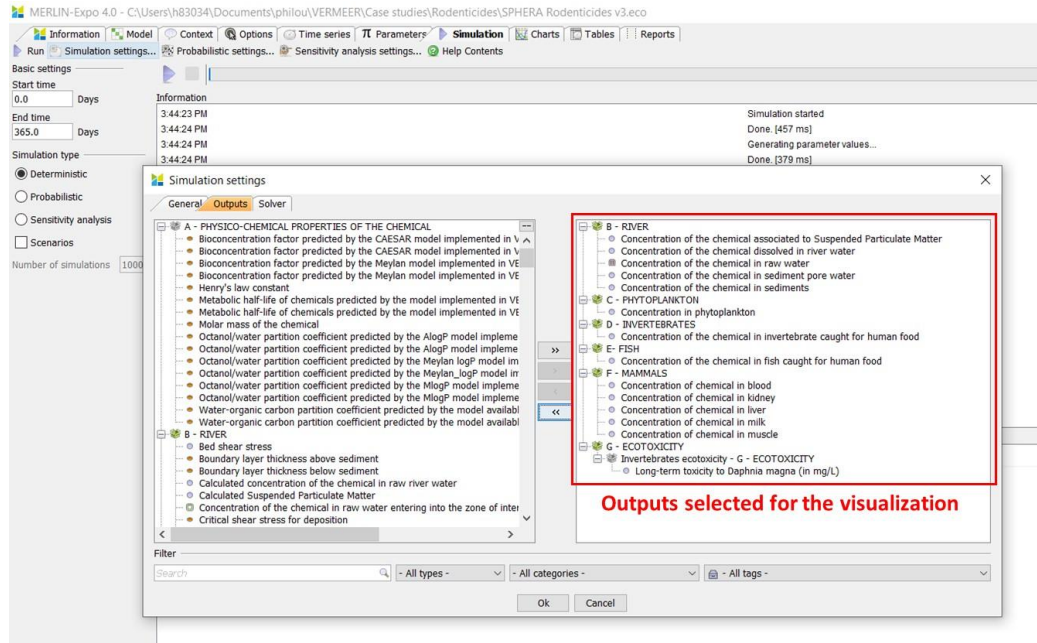 MERLIN-Expo 4.0 - C:\Users\h83034\Documents\philou\VERMEER\Case studies\Rodenticides\SPHERA Rodenticides v3.eco
Information Model Context Options Time series Parameters Simulation Charts Tables Reports
Run Simulation settings... Probabilistic settings... Sensitivity analysis settings... Help Contents
Basic settings
Start time
0.0 Days
End time
365.0 Days
Simulation type
Deterministic
Probabilistic
Sensitivity analysis
Scenarios
Number of simulations 1000
Information
3:44:23 PM Simulation started
3:44:24 PM Done. [457 ms]
3:44:24 PM Generating parameter values...
3:44:24 PM Done. [379 ms]
Simulation settings
General Outputs Solver
A - PHYSICO-CHEMICAL PROPERTIES OF THE CHEMICAL
Bioconcentration factor predicted by the CAESAR model implemented in V
Bioconcentration factor predicted by the CAESAR model implemented in V
Bioconcentration factor predicted by the Meylan model implemented in VE
Bioconcentration factor predicted by the Meylan model implemented in VE
Henry's law constant
Metabolic half-life of chemicals predicted by the model implemented in VE
Metabolic half-life of chemicals predicted by the model implemented in VE
Molar mass of the chemical
Octanol/water partition coefficient predicted by the AlogP model impleme
Octanol/water partition coefficient predicted by the AlogP model impleme
Octanol/water partition coefficient predicted by the Meylan logP model im
Octanol/water partition coefficient predicted by the Meylan_logP model im
Octanol/water partition coefficient predicted by the MlogP model impleme
Octanol/water partition coefficient predicted by the MlogP model impleme
Water-organic carbon partition coefficient predicted by the model availabl
Water-organic carbon partition coefficient predicted by the model availabl
B - RIVER
Bed shear stress
Boundary layer thickness above sediment
Boundary layer thickness below sediment
Calculated concentration of the chemical in raw river water
Calculated Suspended Particulate Matter
Concentration of the chemical in raw water entering into the zone of inter
Critical shear stress for deposition
>>
<<
B - RIVER
Concentration of the chemical associated to Suspended Particulate Matter
Concentration of the chemical dissolved in river water
Concentration of the chemical in raw water
Concentration of the chemical in sediment pore water
Concentration of the chemical in sediments
C - PHYTOPLANKTON
Concentration in phytoplankton
D - INVERTEBRATES
Concentration of the chemical in invertebrate caught for human food
E- FISH
Concentration of the chemical in fish caught for human food
F - MAMMALS
Concentration of chemical in blood
Concentration of chemical in kidney
Concentration of chemical in liver
Concentration of chemical in milk
Concentration of chemical in muscle
G - ECOTOXICITY
Invertebrates ecotoxicity - G - ECOTOXICITY
Long-term toxicity to Daphnia magna (in mg/L)
Outputs selected for the visualization
Filter
Search - All types - - All categories - - All tags -
Ok Cancel